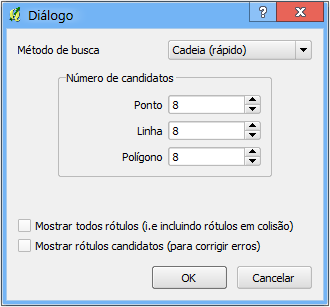 Diálogo
?
Método de busca Cadeia (rápido)
Número de candidatos
Ponto 8
Linha 8
Polígono 8
Mostrar todos rótulos (i.e incluindo rótulos em colisão)
Mostrar rótulos candidatos (para corrigir erros)
OK Cancelar